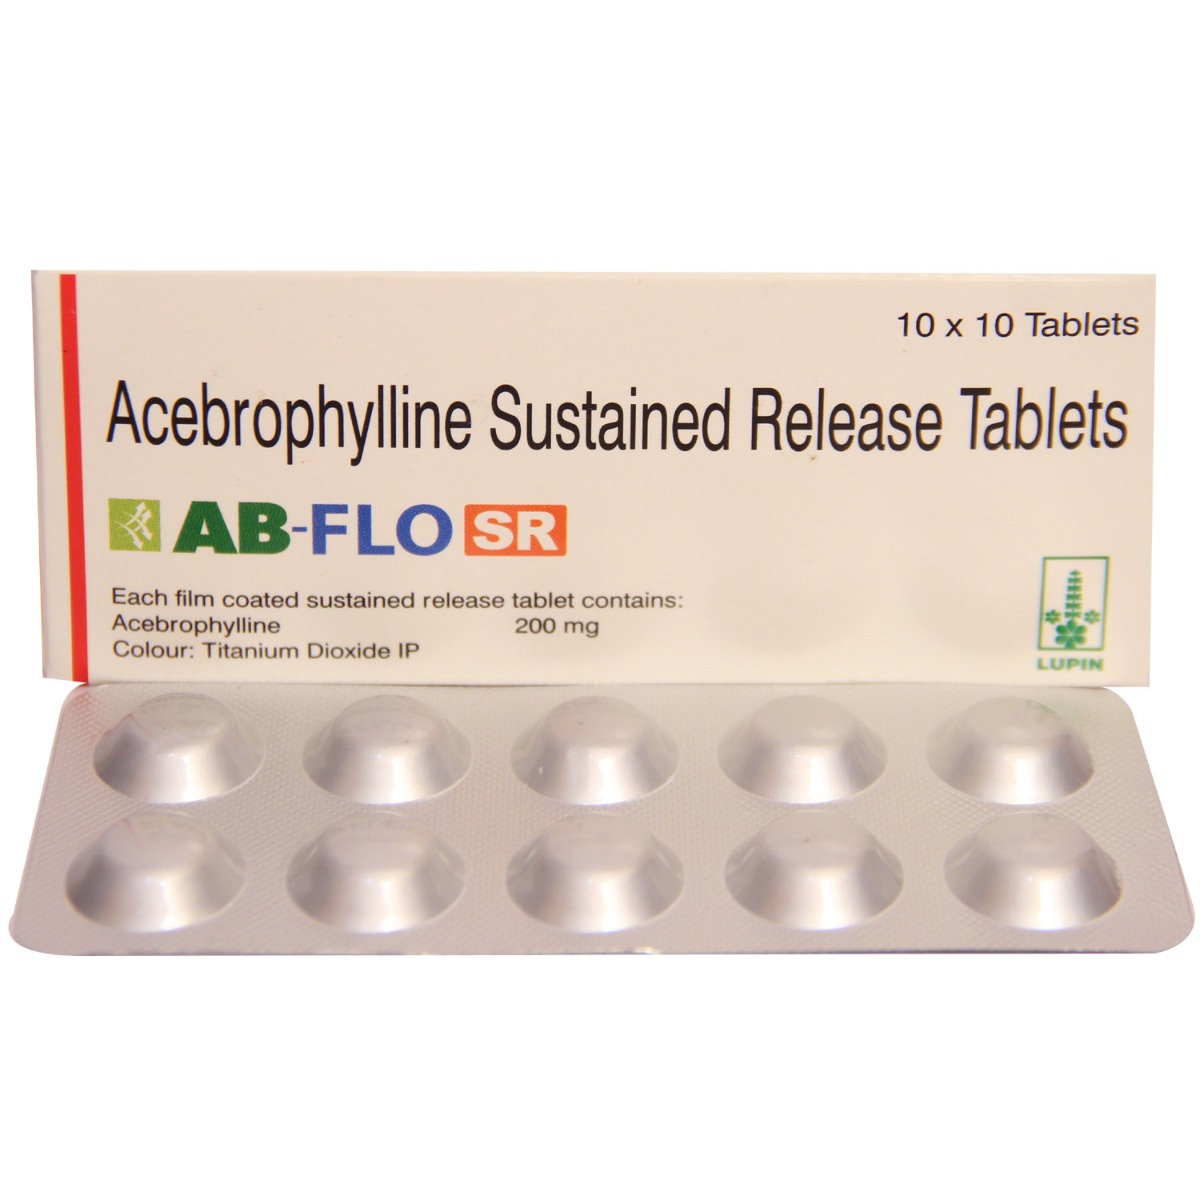 10 x 10 Tablets
Acebrophylline Sustained Release Tablets
AB-FLO SR
Each film coated sustained release tablet contains:
Acebrophylline 200 mg
Colour: Titanium Dioxide IP
LUPIN